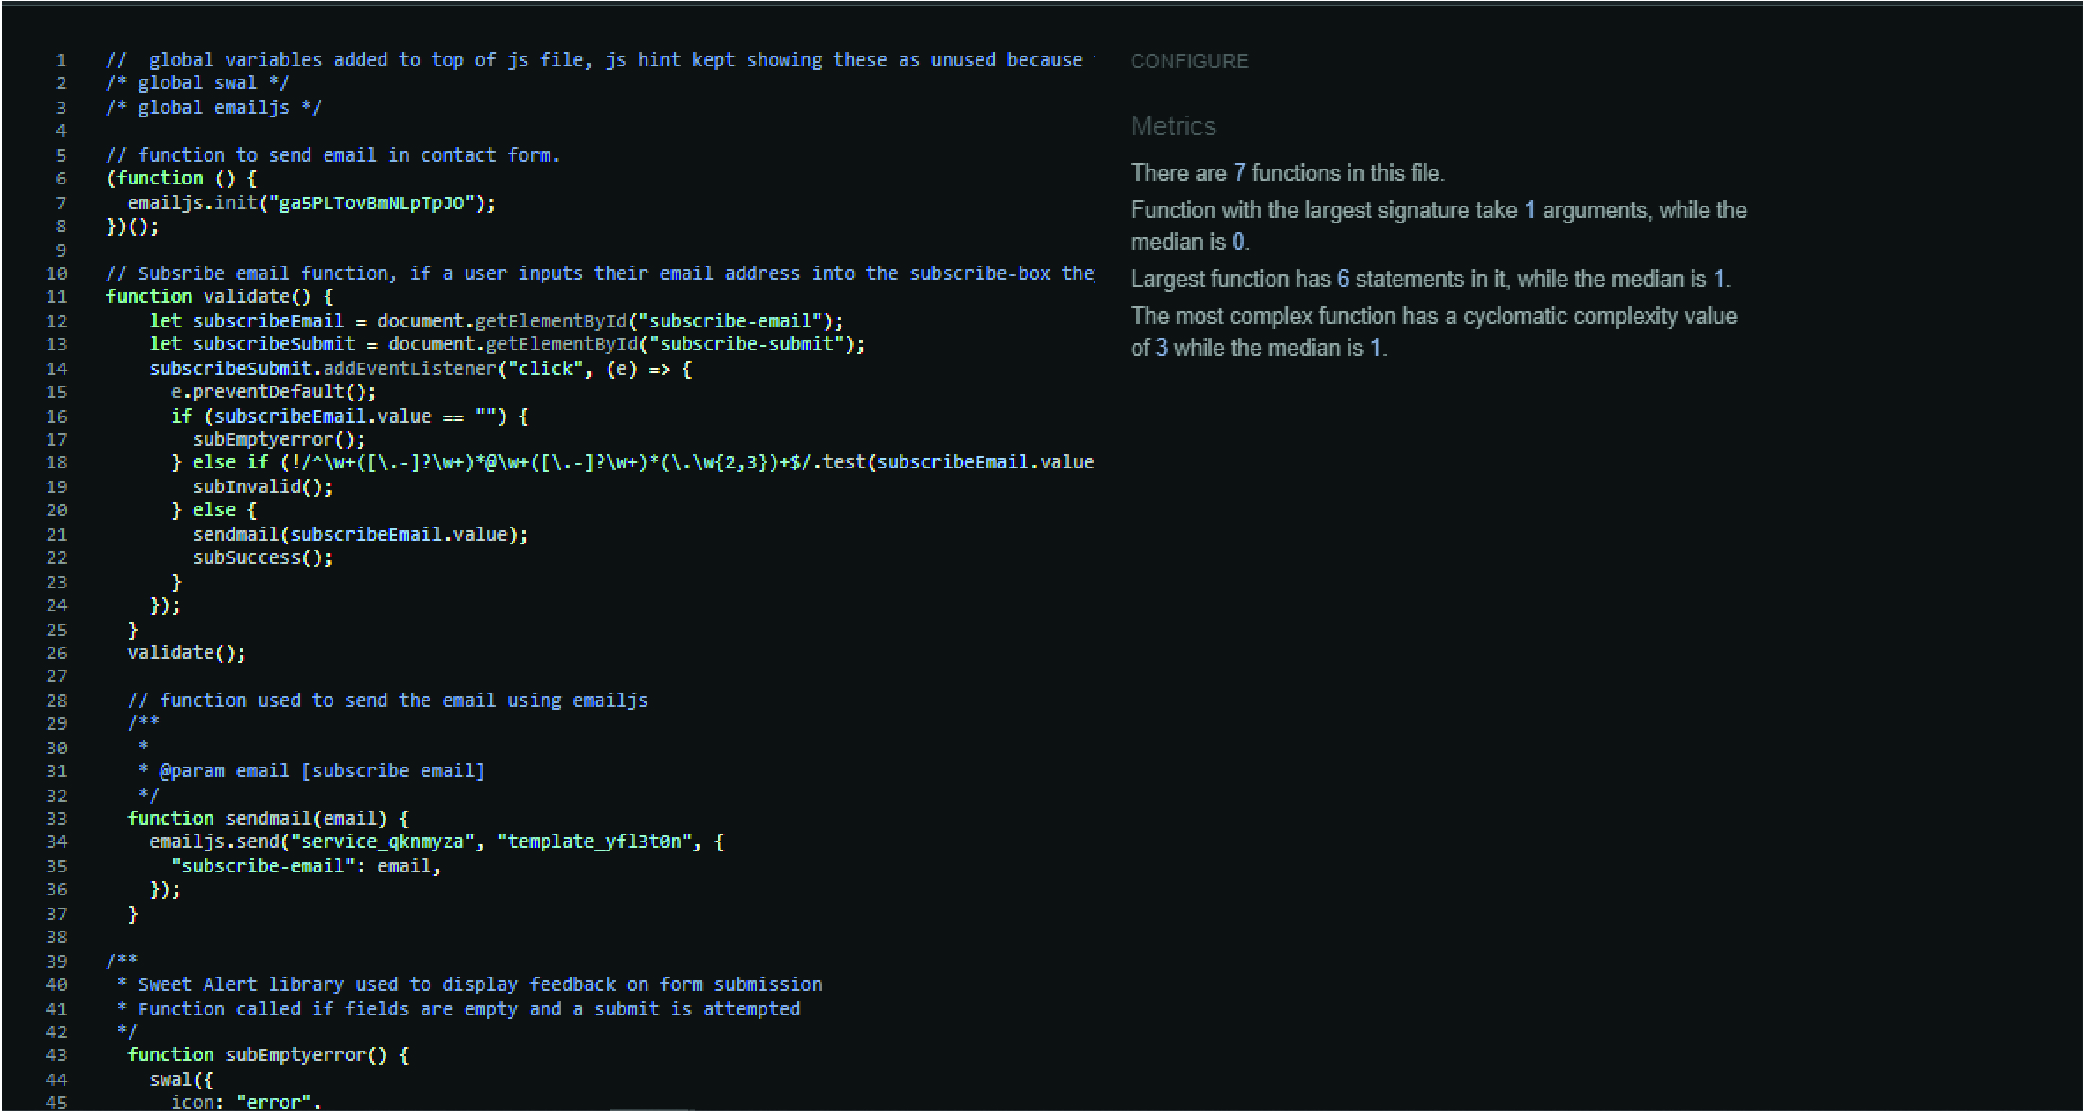 1 //  global variables added to top of js file, js hint kept showing these as unused because
2 /* global swal */
3 /* global emailjs */
4
5 // function to send email in contact form.
6 (function () {
7   emailjs.init("ga5PLTovBmNLpTpJO");
8 })();
9
10 // Subsribe email function, if a user inputs their email address into the subscribe-box the
11 function validate() {
12     let subscribeEmail = document.getElementById("subscribe-email");
13     let subscribeSubmit = document.getElementById("subscribe-submit");
14     subscribeSubmit.addEventListener("click", (e) => {
15       e.preventDefault();
16       if (subscribeEmail.value == "") {
17         subEmptyerror();
18       } else if (!/^\w+([\.-]?\w+)*@\w+([\.-]?\w+)*(\.\w{2,3})+$/.test(subscribeEmail.value
19         subInvalid();
20       } else {
21         sendmail(subscribeEmail.value);
22         subSuccess();
23       }
24     });
25   }
26   validate();
27
28   // function used to send the email using emailjs
29   /**
30    *
31    * @param email [subscribe email]
32    */
33   function sendmail(email) {
34     emailjs.send("service_qknmyza", "template_yfl3t0n", {
35       "subscribe-email": email,
36     });
37   }
38
39 /**
40  * Sweet Alert library used to display feedback on form submission
41  * Function called if fields are empty and a submit is attempted
42  */
43   function subEmptyerror() {
44     swal({
45       icon: "error",
CONFIGURE
Metrics
There are 7 functions in this file.
Function with the largest signature take 1 arguments, while the
median is 0.
Largest function has 6 statements in it, while the median is 1.
The most complex function has a cyclomatic complexity value
of 3 while the median is 1.